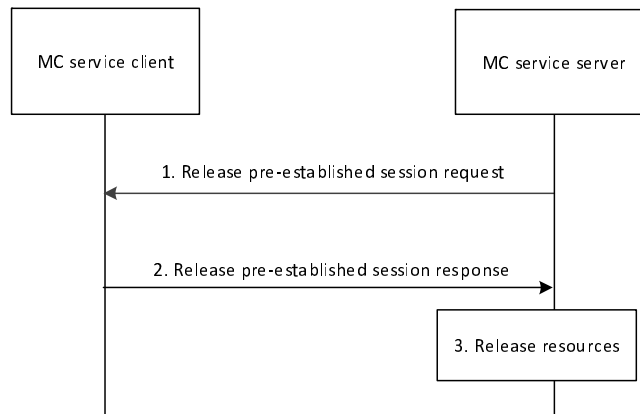 MC service client
MC service server
1. Release pre-established session request
2. Release pre-established session response
3. Release resources